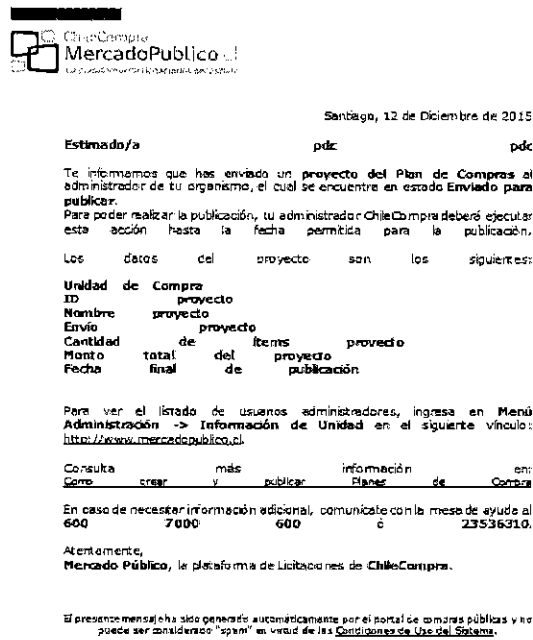 ChileCompra
MercadoPublico.cl
Santiago, 12 de Diciembre de 2015
Estimado/a pdc pdc
Te informamos que has enviado un proyecto del Plan de Compras al
administrador de tu organismo, el cual se encuentra en estado Enviado para
publicar.
Para poder realizar la publicación, tu administrador ChileCompra deberá ejecutar
esta acción hasta la fecha permitida para la publicación.
Los datos del proyecto son los siguientes:
Unidad de Compra
ID proyecto
Nombre proyecto
Envío proyecto
Cantidad de ítems proyecto
Monto total del proyecto
Fecha final de publicación
Para ver el listado de usuarios administradores, ingresa en Menú
Administración -> Información de Unidad en el siguiente vínculo:
http://www.mercadopublico.cl.
Consulta más información en:
Como crear y publicar Planes de Compra
En caso de necesitar información adicional, comunícate con la mesa de ayuda al
600 7000 600 ó 23536310.
Atentamente,
Mercado Público, la plataforma de Licitaciones de ChileCompra.
El presente mensaje ha sido generado automáticamente por el portal de compras públicas y no
puede ser considerado "spam" en virtud de las Condiciones de Uso del Sistema.